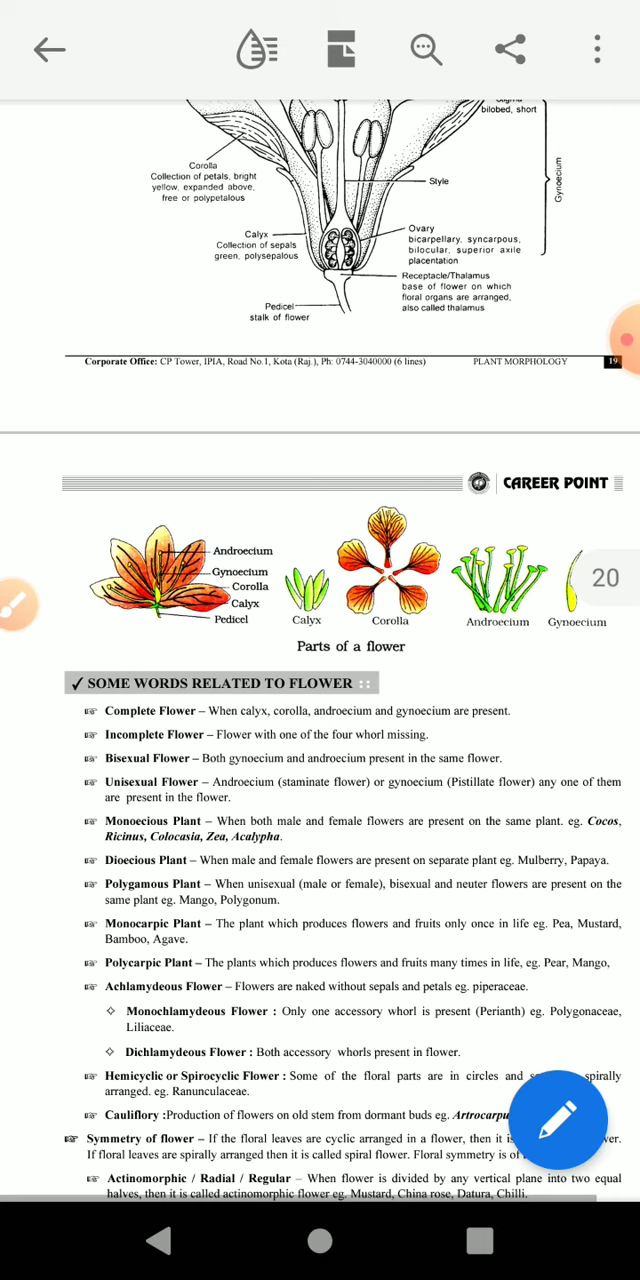 bilobed, short
Corolla
Collection of petals, bright
yellow, expanded above,
free or polypetalous
Style
Gynoecium
Calyx
Collection of sepals
green, polysepalous
Ovary
bicarpellary, syncarpous,
bilocular, superior axile
placentation
Receptacle/Thalamus
base of flower on which
floral organs are arranged,
also called thalamus
Pedicel
stalk of flower
Corporate Office: CP Tower, IPIA, Road No.1, Kota (Raj.), Ph: 0744-3040000 (6 lines) PLANT MORPHOLOGY 19
CAREER POINT
Androecium
Gynoecium
Corolla
Calyx
Pedicel
Calyx
Corolla
Androecium
Gynoecium
20
Parts of a flower
✓ SOME WORDS RELATED TO FLOWER ::
☞ Complete Flower – When calyx, corolla, androecium and gynoecium are present.
☞ Incomplete Flower – Flower with one of the four whorl missing.
☞ Bisexual Flower – Both gynoecium and androecium present in the same flower.
☞ Unisexual Flower – Androecium (staminate flower) or gynoecium (Pistillate flower) any one of them
are present in the flower.
☞ Monoecious Plant – When both male and female flowers are present on the same plant. eg. Cocos,
Ricinus, Colocasia, Zea, Acalypha.
☞ Dioecious Plant – When male and female flowers are present on separate plant eg. Mulberry, Papaya.
☞ Polygamous Plant – When unisexual (male or female), bisexual and neuter flowers are present on the
same plant eg. Mango, Polygonum.
☞ Monocarpic Plant – The plant which produces flowers and fruits only once in life eg. Pea, Mustard,
Bamboo, Agave.
☞ Polycarpic Plant – The plants which produces flowers and fruits many times in life, eg. Pear, Mango,
☞ Achlamydeous Flower – Flowers are naked without sepals and petals eg. piperaceae.
✧ Monochlamydeous Flower : Only one accessory whorl is present (Perianth) eg. Polygonaceae,
Liliaceae.
✧ Dichlamydeous Flower : Both accessory whorls present in flower.
☞ Hemicyclic or Spirocyclic Flower : Some of the floral parts are in circles and spirally
arranged. eg. Ranunculaceae.
☞ Cauliflory :Production of flowers on old stem from dormant buds eg.
☞ Symmetry of flower – If the floral leaves are cyclic arranged in a flower, then it is
If floral leaves are spirally arranged then it is called spiral flower. Floral symmetry is of
☞ Actinomorphic / Radial / Regular – When flower is divided by any vertical plane into two equal
halves, then it is called actinomorphic flower eg. Mustard, China rose, Datura, Chilli.